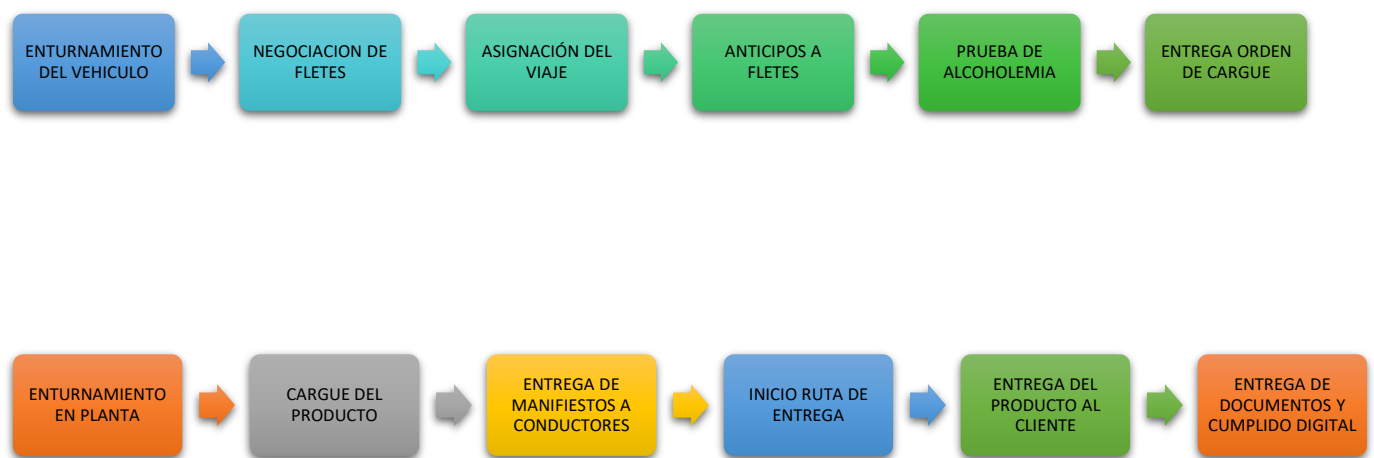 ENTURNAMIENTO
DEL VEHICULO
NEGOCIACION DE
FLETES
ASIGNACIÓN DEL
VIAJE
ANTICIPOS A
FLETES
PRUEBA DE
ALCOHOLEMIA
ENTREGA ORDEN
DE CARGUE
ENTURNAMIENTO
EN PLANTA
CARGUE DEL
PRODUCTO
ENTREGA DE
MANIFIESTOS A
CONDUCTORES
INICIO RUTA DE
ENTREGA
ENTREGA DEL
PRODUCTO AL
CLIENTE
ENTREGA DE
DOCUMENTOS Y
CUMPLIDO DIGITAL